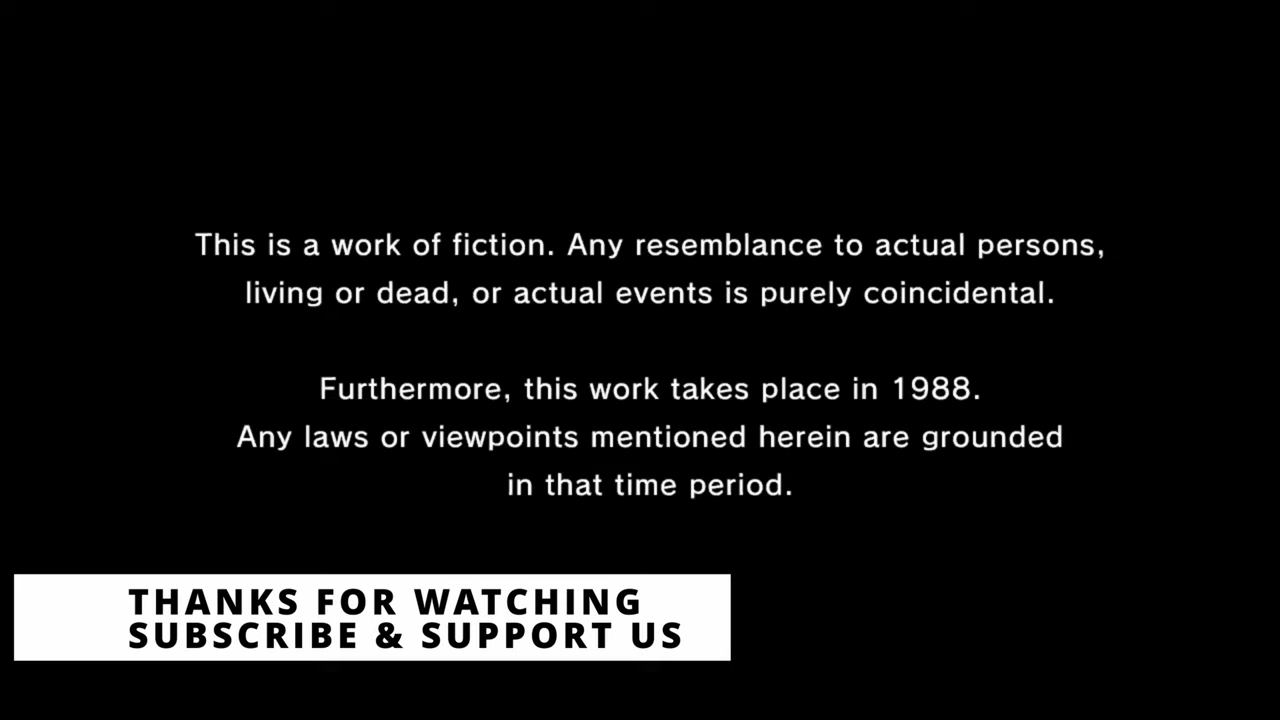 This is a work of fiction. Any resemblance to actual persons,
living or dead, or actual events is purely coincidental.
Furthermore, this work takes place in 1988.
Any laws or viewpoints mentioned herein are grounded
in that time period.
THANKS FOR WATCHING
SUBSCRIBE & SUPPORT US